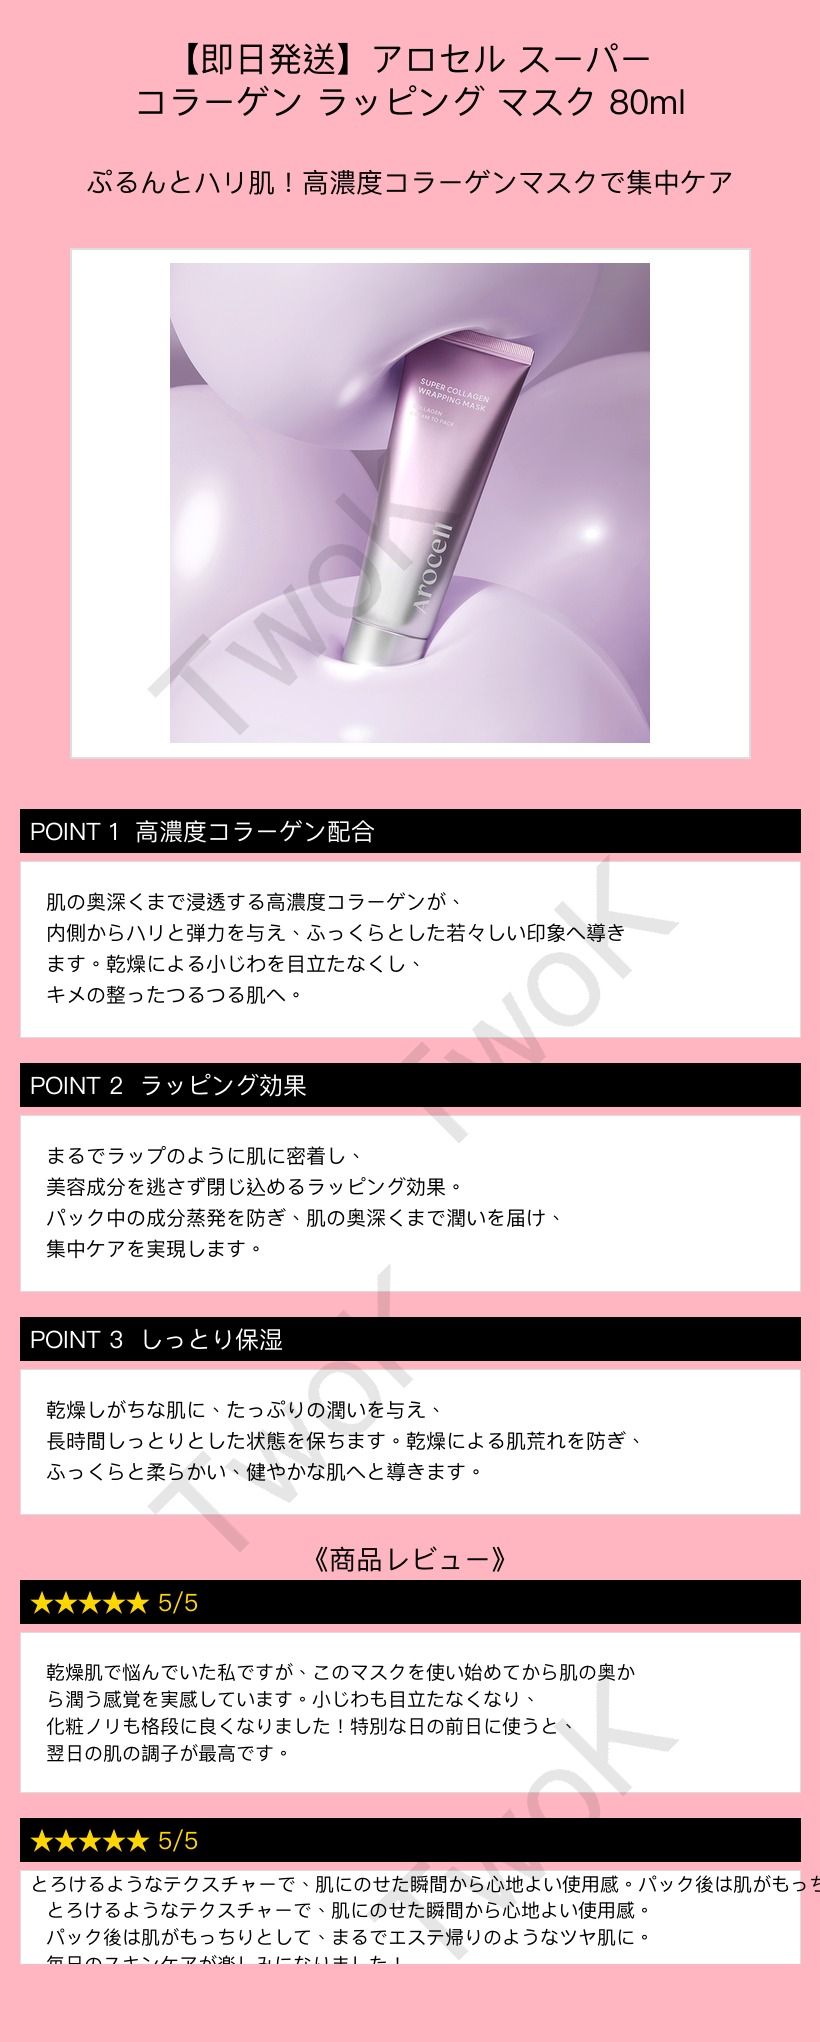 【即日発送】アロセル スーパー
コラーゲン ラッピング マスク 80ml
ぷるんとハリ肌！高濃度コラーゲンマスクで集中ケア
SUPER COLLAGEN
WRAPPING MASK
Arocell
TwoK
POINT 1 高濃度コラーゲン配合
肌の奥深くまで浸透する高濃度コラーゲンが、
内側からハリと弾力を与え、ふっくらとした若々しい印象へ導き
ます。乾燥による小じわを目立たなくし、
キメの整ったつるつる肌へ。
TwoK
POINT 2 ラッピング効果
まるでラップのように肌に密着し、
美容成分を逃さず閉じ込めるラッピング効果。
パック中の成分蒸発を防ぎ、肌の奥深くまで潤いを届け、
集中ケアを実現します。
POINT 3 しっとり保湿
乾燥しがちな肌に、たっぷりの潤いを与え、
長時間しっとりとした状態を保ちます。乾燥による肌荒れを防ぎ、
ふっくらと柔らかい、健やかな肌へと導きます。
TwoK
《商品レビュー》
★★★★★ 5/5
乾燥肌で悩んでいた私ですが、このマスクを使い始めてから肌の奥か
ら潤う感覚を実感しています。小じわも目立たなくなり、
化粧ノリも格段に良くなりました！特別な日の前日に使うと、
翌日の肌の調子が最高です。
TwoK
★★★★★ 5/5
とろけるようなテクスチャーで、肌にのせた瞬間から心地よい使用感。パック後は肌がもっち
とろけるようなテクスチャーで、肌にのせた瞬間から心地よい使用感。
パック後は肌がもっちりとして、まるでエステ帰りのようなツヤ肌に。
毎日のスキンケアが楽しみになりました！